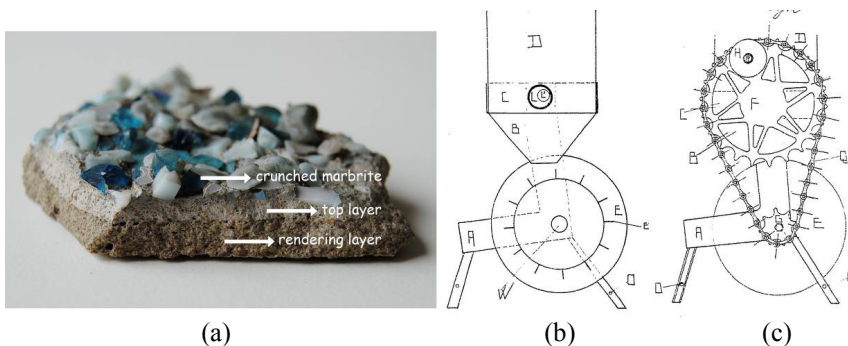 crunched marbrite
top layer
rendering layer
D
C
B
E
A
W
D
H
F
C
B
G
A
E
D
(a) (b) (c)